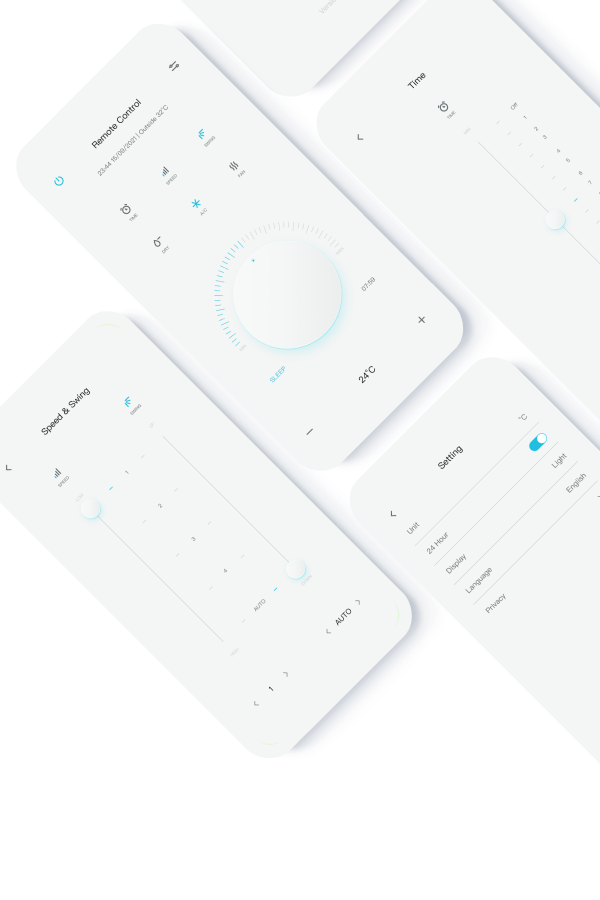 Remote Control
23:44 15/03/2021 | Outside 32°C
TIME
SPEED
SWING
DRY
A/C
FAN
07:59
SLEEP
24°C
Time
TIME
Off
1
2
3
4
5
6
7
Speed & Swing
SPEED
SWING
1
2
3
4
AUTO
1
AUTO
Setting
Unit
°C
24 Hour
Display
Light
Language
English
Privacy